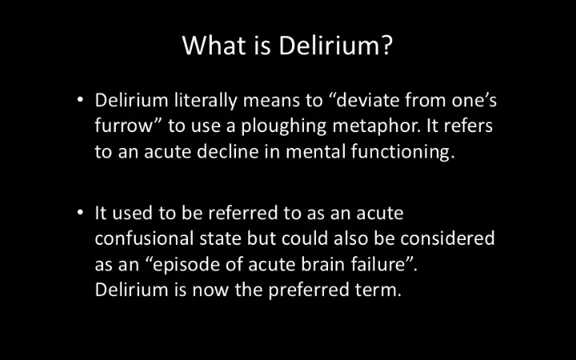 What is Delirium?
• Delirium literally means to “deviate from one’s
furrow” to use a ploughing metaphor. It refers
to an acute decline in mental functioning.
• It used to be referred to as an acute
confusional state but could also be considered
as an “episode of acute brain failure”.
Delirium is now the preferred term.